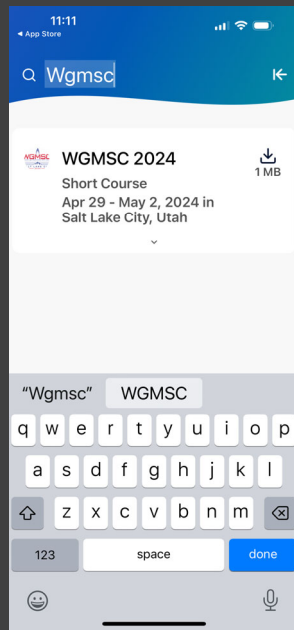 11:11
◀ App Store
Wgmsc
WGMSC
WGMSC 2024
1 MB
Short Course
Apr 29 - May 2, 2024 in
Salt Lake City, Utah
“Wgmsc” WGMSC
q w e r t y u i o p
a s d f g h j k l
z x c v b n m
123 space done